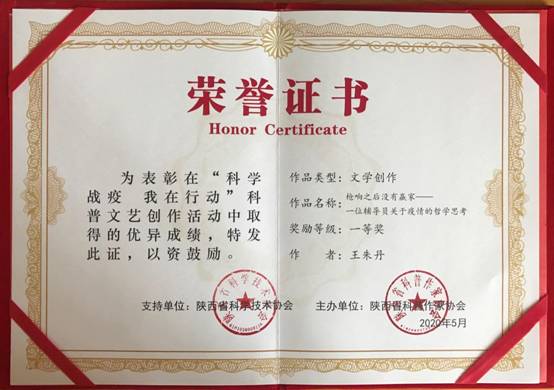 荣誉证书
Honor Certificate
为表彰在“科学
战疫 我在行动”科
普文艺创作活动中取
得的优异成绩，特发
此证，以资鼓励。
作品类型：文学创作
作品名称：枪响之后没有赢家——
一位辅导员关于疫情的哲学思考
奖励等级：一等奖
作 者：王朱丹
支持单位：陕西省科学技术协会
主办单位：陕西省科普作家协会
2020年5月